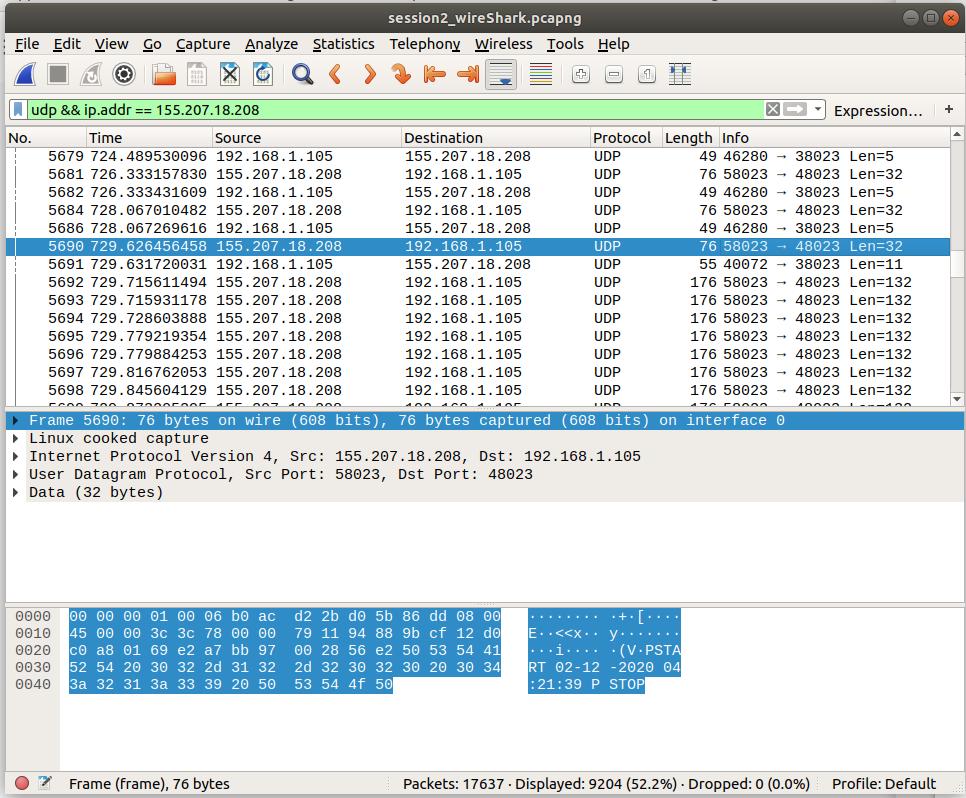 session2_wireShark.pcapng
File Edit View Go Capture Analyze Statistics Telephony Wireless Tools Help
udp && ip.addr == 155.207.18.208 Expression… +
No. Time Source Destination Protocol Length Info
5679 724.489530096 192.168.1.105 155.207.18.208 UDP 49 46280 → 38023 Len=5
5681 726.333157830 155.207.18.208 192.168.1.105 UDP 76 58023 → 48023 Len=32
5682 726.333431609 192.168.1.105 155.207.18.208 UDP 49 46280 → 38023 Len=5
5684 728.067010482 155.207.18.208 192.168.1.105 UDP 76 58023 → 48023 Len=32
5686 728.067269616 192.168.1.105 155.207.18.208 UDP 49 46280 → 38023 Len=5
5690 729.626456458 155.207.18.208 192.168.1.105 UDP 76 58023 → 48023 Len=32
5691 729.631720031 192.168.1.105 155.207.18.208 UDP 55 40072 → 38023 Len=11
5692 729.715611494 155.207.18.208 192.168.1.105 UDP 176 58023 → 48023 Len=132
5693 729.715931178 155.207.18.208 192.168.1.105 UDP 176 58023 → 48023 Len=132
5694 729.728603888 155.207.18.208 192.168.1.105 UDP 176 58023 → 48023 Len=132
5695 729.779219354 155.207.18.208 192.168.1.105 UDP 176 58023 → 48023 Len=132
5696 729.779884253 155.207.18.208 192.168.1.105 UDP 176 58023 → 48023 Len=132
5697 729.816762053 155.207.18.208 192.168.1.105 UDP 176 58023 → 48023 Len=132
5698 729.845604129 155.207.18.208 192.168.1.105 UDP 176 58023 → 48023 Len=132
Frame 5690: 76 bytes on wire (608 bits), 76 bytes captured (608 bits) on interface 0
Linux cooked capture
Internet Protocol Version 4, Src: 155.207.18.208, Dst: 192.168.1.105
User Datagram Protocol, Src Port: 58023, Dst Port: 48023
Data (32 bytes)
0000 00 00 00 01 00 06 b0 ac d2 2b d0 5b 86 dd 08 00 ········ ·+·[····
0010 45 00 00 3c 3c 78 00 00 79 11 94 88 9b cf 12 d0 E··<<x·· y·······
0020 c0 a8 01 69 e2 a7 bb 97 00 28 56 e2 50 53 54 41 ···i···· ·(V·PSTA
0030 52 54 20 30 32 2d 31 32 2d 32 30 32 30 20 30 34 RT 02-12 -2020 04
0040 3a 32 31 3a 33 39 20 50 53 54 4f 50 :21:39 P STOP
Frame (frame), 76 bytes Packets: 17637 · Displayed: 9204 (52.2%) · Dropped: 0 (0.0%) Profile: Default